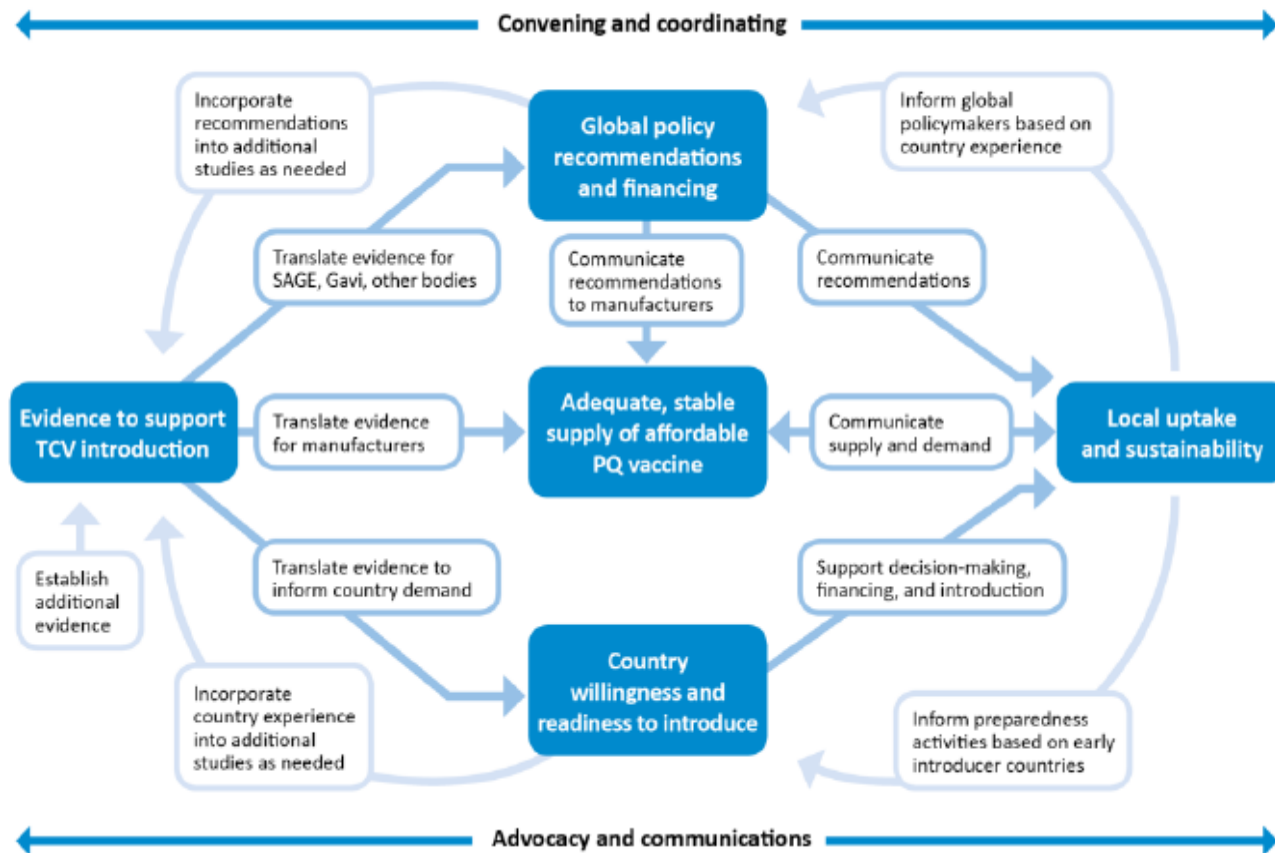 Convening and coordinating
Incorporate
recommendations
into additional
studies as needed
Global policy
recommendations
and financing
Inform global
policymakers based on
country experience
Translate evidence for
SAGE, Gavi, other bodies
Communicate
recommendations
to manufacturers
Communicate
recommendations
Evidence to support
TCV introduction
Translate evidence
for manufacturers
Adequate, stable
supply of affordable
PQ vaccine
Communicate
supply and demand
Local uptake
and sustainability
Establish
additional
evidence
Translate evidence to
inform country demand
Support decision-making,
financing, and introduction
Incorporate
country experience
into additional
studies as needed
Country
willingness and
readiness to introduce
Inform preparedness
activities based on early
introducer countries
Advocacy and communications